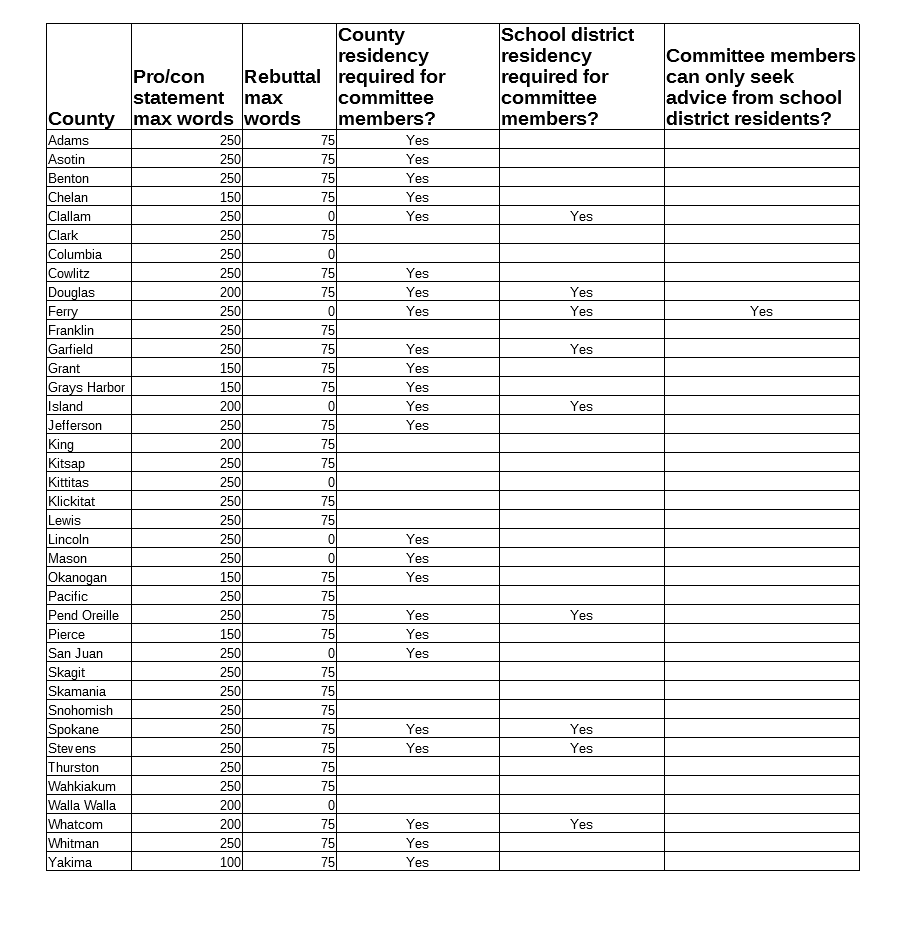 County Pro/con statement max words Rebuttal max words County residency required for committee members? School district residency required for committee members? Committee members can only seek advice from school district residents?
Adams 250 75 Yes
Asotin 250 75 Yes
Benton 250 75 Yes
Chelan 150 75 Yes
Clallam 250 0 Yes Yes
Clark 250 75
Columbia 250 0
Cowlitz 250 75 Yes
Douglas 200 75 Yes Yes
Ferry 250 0 Yes Yes Yes
Franklin 250 75
Garfield 250 75 Yes Yes
Grant 150 75 Yes
Grays Harbor 150 75 Yes
Island 200 0 Yes Yes
Jefferson 250 75 Yes
King 200 75
Kitsap 250 75
Kittitas 250 0
Klickitat 250 75
Lewis 250 75
Lincoln 250 0 Yes
Mason 250 0 Yes
Okanogan 150 75 Yes
Pacific 250 75
Pend Oreille 250 75 Yes Yes
Pierce 150 75 Yes
San Juan 250 0 Yes
Skagit 250 75
Skamania 250 75
Snohomish 250 75
Spokane 250 75 Yes Yes
Stevens 250 75 Yes Yes
Thurston 250 75
Wahkiakum 250 75
Walla Walla 200 0
Whatcom 200 75 Yes Yes
Whitman 250 75 Yes
Yakima 100 75 Yes